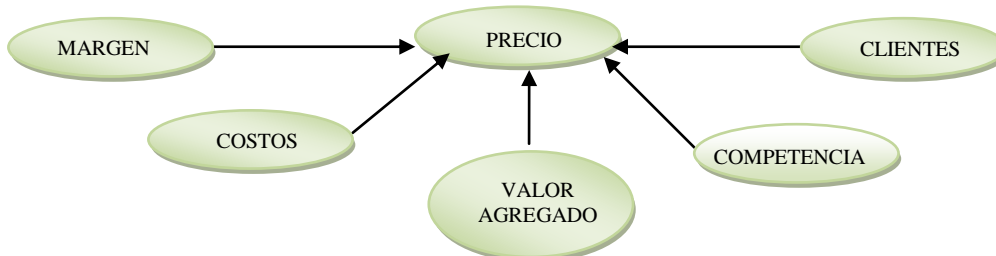 PRECIO
MARGEN
CLIENTES
COSTOS
COMPETENCIA
VALOR
AGREGADO